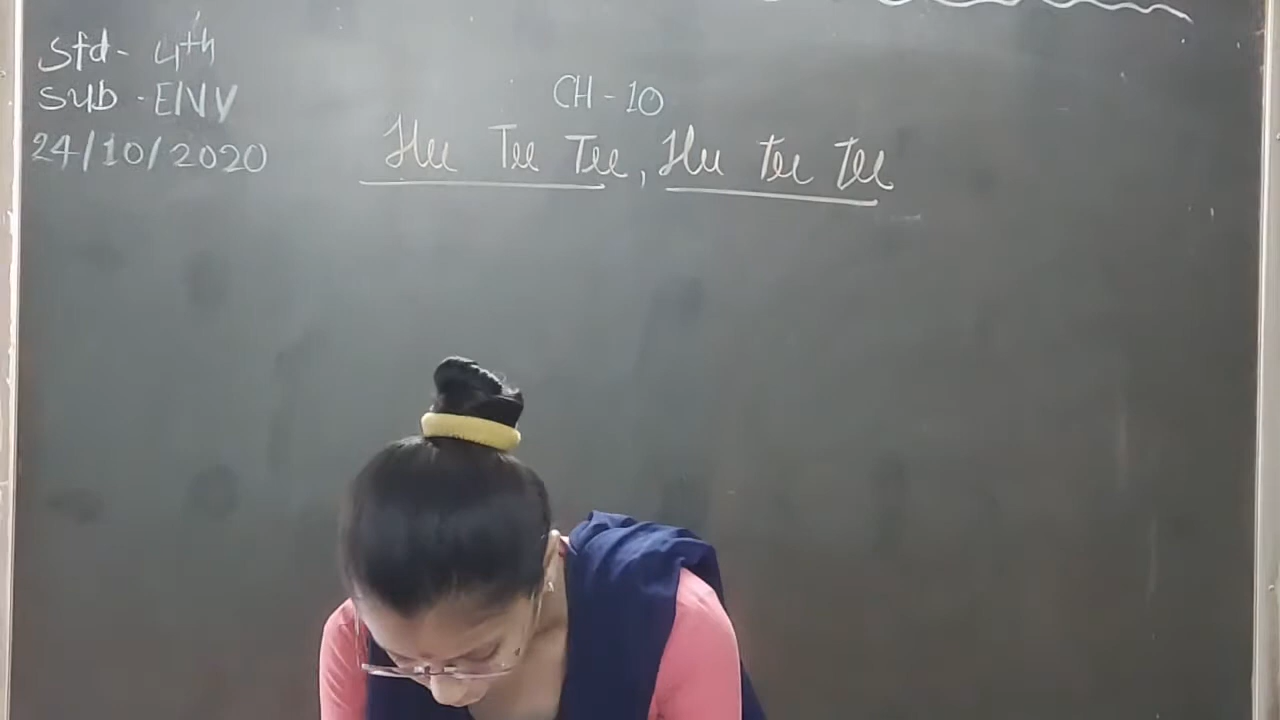 Std- 4th
Sub - ENV
24/10/2020
CH - 10
Hu Tu Tu, Hu tu tu